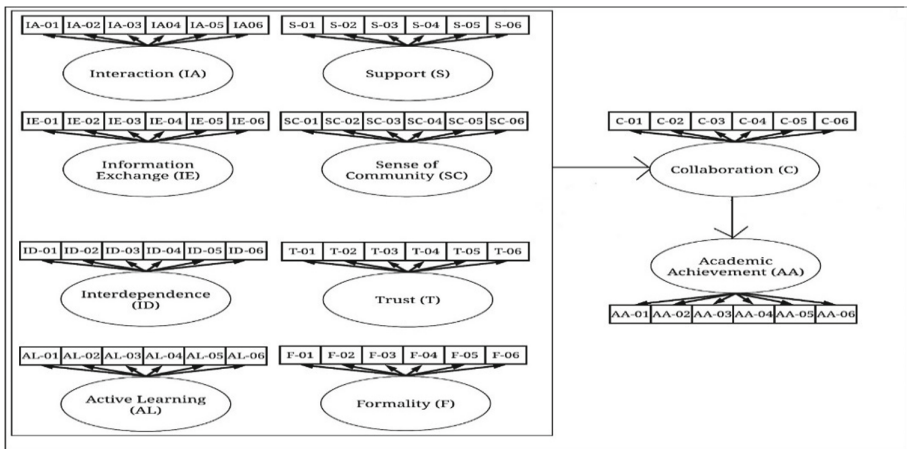 IA-01 IA-02 IA-03 IA04 IA-05 IA06
Interaction (IA)
S-01 S-02 S-03 S-04 S-05 S-06
Support (S)
IE-01 IE-02 IE-03 IE-04 IE-05 IE-06
Information
Exchange (IE)
SC-01 SC-02 SC-03 SC-04 SC-05 SC-06
Sense of
Community (SC)
ID-01 ID-02 ID-03 ID-04 ID-05 ID-06
Interdependence
(ID)
T-01 T-02 T-03 T-04 T-05 T-06
Trust (T)
AL-01 AL-02 AL-03 AL-04 AL-05 AL-06
Active Learning
(AL)
F-01 F-02 F-03 F-04 F-05 F-06
Formality (F)
C-01 C-02 C-03 C-04 C-05 C-06
Collaboration (C)
Academic
Achievement (AA)
AA-01 AA-02 AA-03 AA-04 AA-05 AA-06